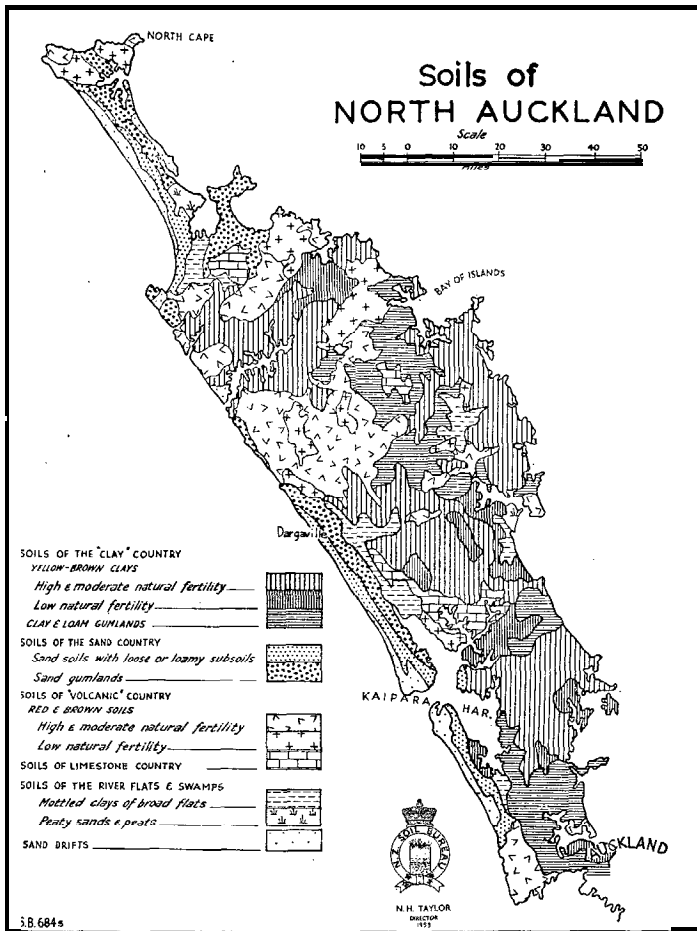 NORTH CAPE
Soils of
NORTH AUCKLAND
Scale
10 5 0 10 20 30 40 50
Miles
BAY OF ISLANDS
Dargaville
SOILS OF THE "CLAY" COUNTRY
YELLOW-BROWN CLAYS
High & moderate natural fertility
Low natural fertility
CLAY & LOAM GUMLANDS
SOILS OF THE SAND COUNTRY
Sand soils with loose or loamy subsoils
Sand gumlands
SOILS OF "VOLCANIC" COUNTRY
RED & BROWN SOILS
High & moderate natural fertility
Low natural fertility
SOILS OF LIMESTONE COUNTRY
SOILS OF THE RIVER FLATS & SWAMPS
Mottled clays of broad flats
Peaty sands & peats
SAND DRIFTS
KAIPARA HAR.
AUCKLAND
N.Z. SOIL BUREAU
N.H. TAYLOR
DIRECTOR
1953
S.B. 684s